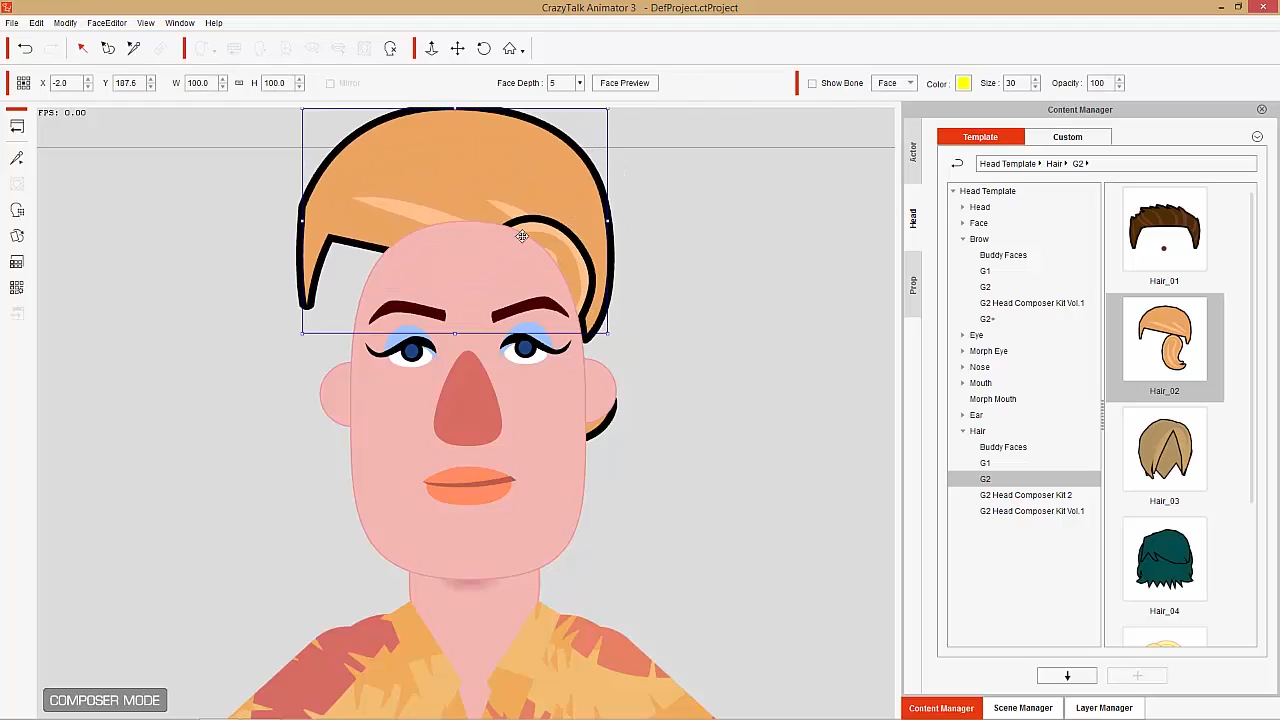 CrazyTalk Animator 3 - DefProject.ctProject
File Edit Modify FaceEditor View Window Help
X -2.0 Y 187.5 W 100.0 H 100.0 Mirror Face Depth : 5 Face Preview Show Bone Face Color : Size : 30 Opacity : 100
FPS: 0.00
Content Manager
Template Custom
Head Template Hair G2
Actor
Head
Prop
Head Template
Head
Face
Brow
Buddy Faces
G1
G2
G2 Head Composer Kit Vol.1
G2+
Eye
Morph Eye
Nose
Mouth
Morph Mouth
Ear
Hair
Buddy Faces
G1
G2
G2 Head Composer Kit 2
G2 Head Composer Kit Vol.1
Hair_01
Hair_02
Hair_03
Hair_04
COMPOSER MODE
Content Manager Scene Manager Layer Manager